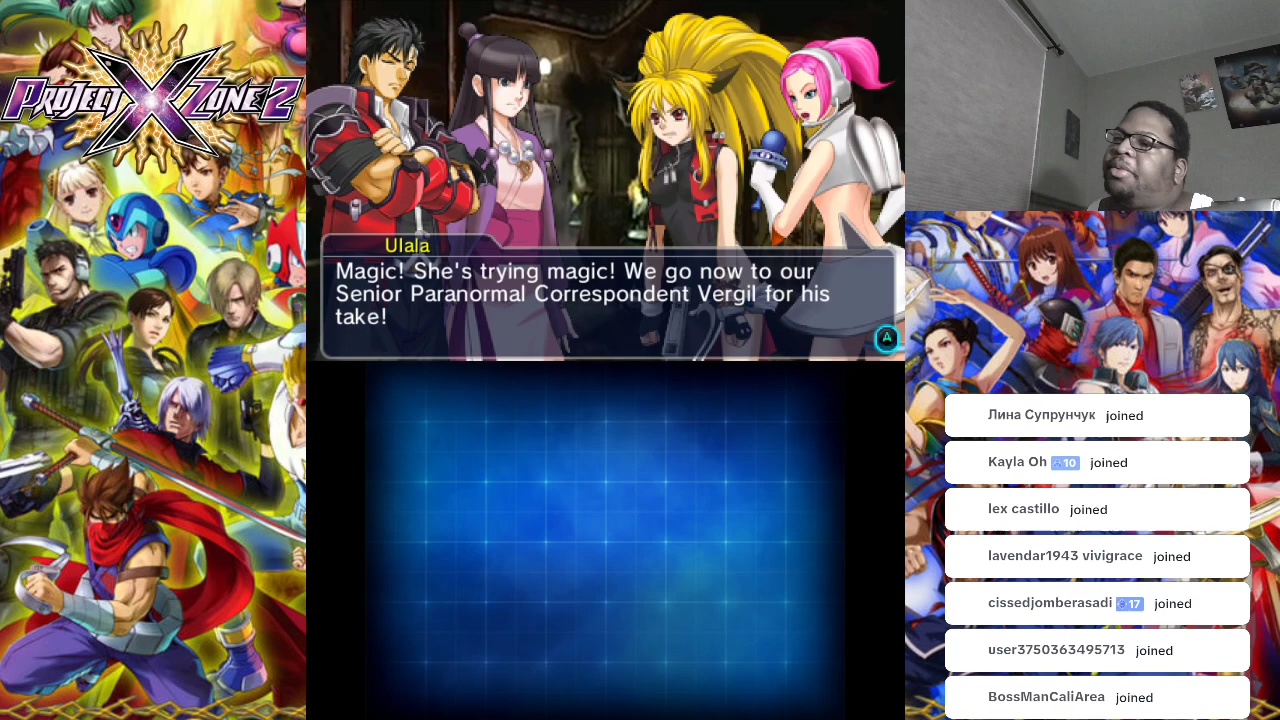 PROJECT X ZONE 2
Ulala
Magic! She's trying magic! We go now to our
Senior Paranormal Correspondent Vergil for his
take!
A
Лина Супрунчук joined
Kayla Oh 10 joined
lex castillo joined
lavendar1943 vivigrace joined
cissedjomberasadi 17 joined
user3750363495713 joined
BossManCaliArea joined